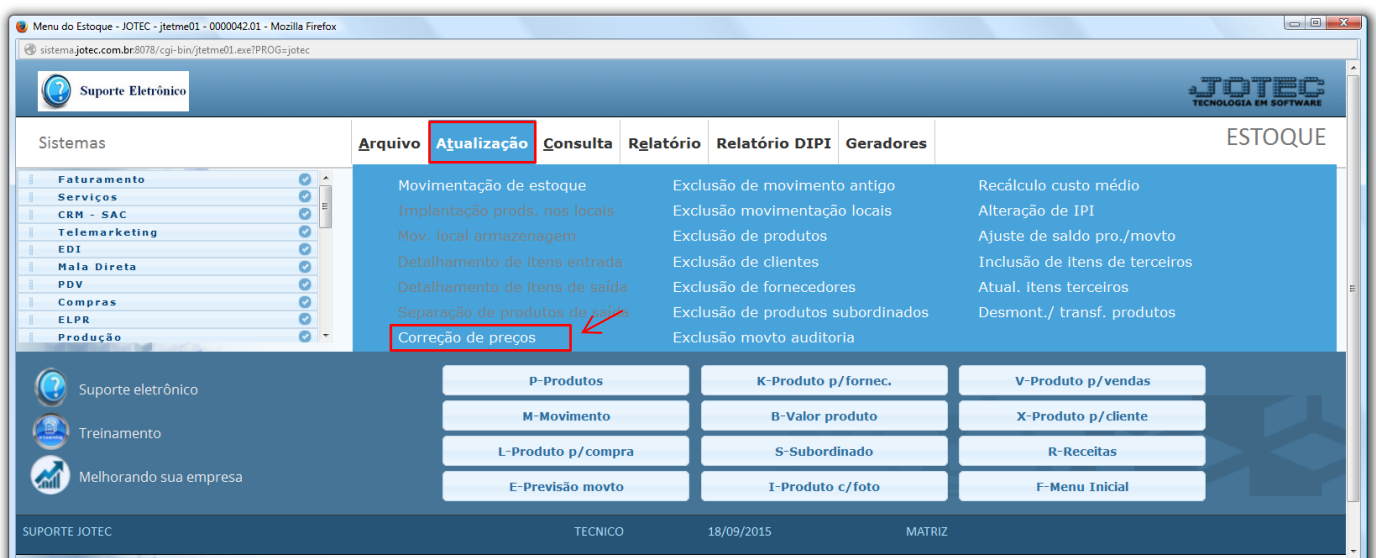 Menu do Estoque - JOTEC - jtetme01 - 0000042.01 - Mozilla Firefox
sistema.jotec.com.br:8078/cgi-bin/jtetme01.exe?PROG=jotec
Suporte Eletrônico
JOTEC
TECNOLOGIA EM SOFTWARE
Sistemas
Arquivo Atualização Consulta Relatório Relatório DIPI Geradores
ESTOQUE
Faturamento
Serviços
CRM - SAC
Telemarketing
EDI
Mala Direta
PDV
Compras
ELPR
Produção
Movimentação de estoque
Implantação prods. nos locais
Mov. local armazenagem
Detalhamento de itens entrada
Detalhamento de itens de saída
Separação de produtos de saída
Correção de preços
Exclusão de movimento antigo
Exclusão movimentação locais
Exclusão de produtos
Exclusão de clientes
Exclusão de fornecedores
Exclusão de produtos subordinados
Exclusão movto auditoria
Recálculo custo médio
Alteração de IPI
Ajuste de saldo pro./movto
Inclusão de itens de terceiros
Atual. itens terceiros
Desmont./ transf. produtos
Suporte eletrônico
Treinamento
Melhorando sua empresa
P-Produtos K-Produto p/fornec. V-Produto p/vendas
M-Movimento B-Valor produto X-Produto p/cliente
L-Produto p/compra S-Subordinado R-Receitas
E-Previsão movto I-Produto c/foto F-Menu Inicial
SUPORTE JOTEC TECNICO 18/09/2015 MATRIZ